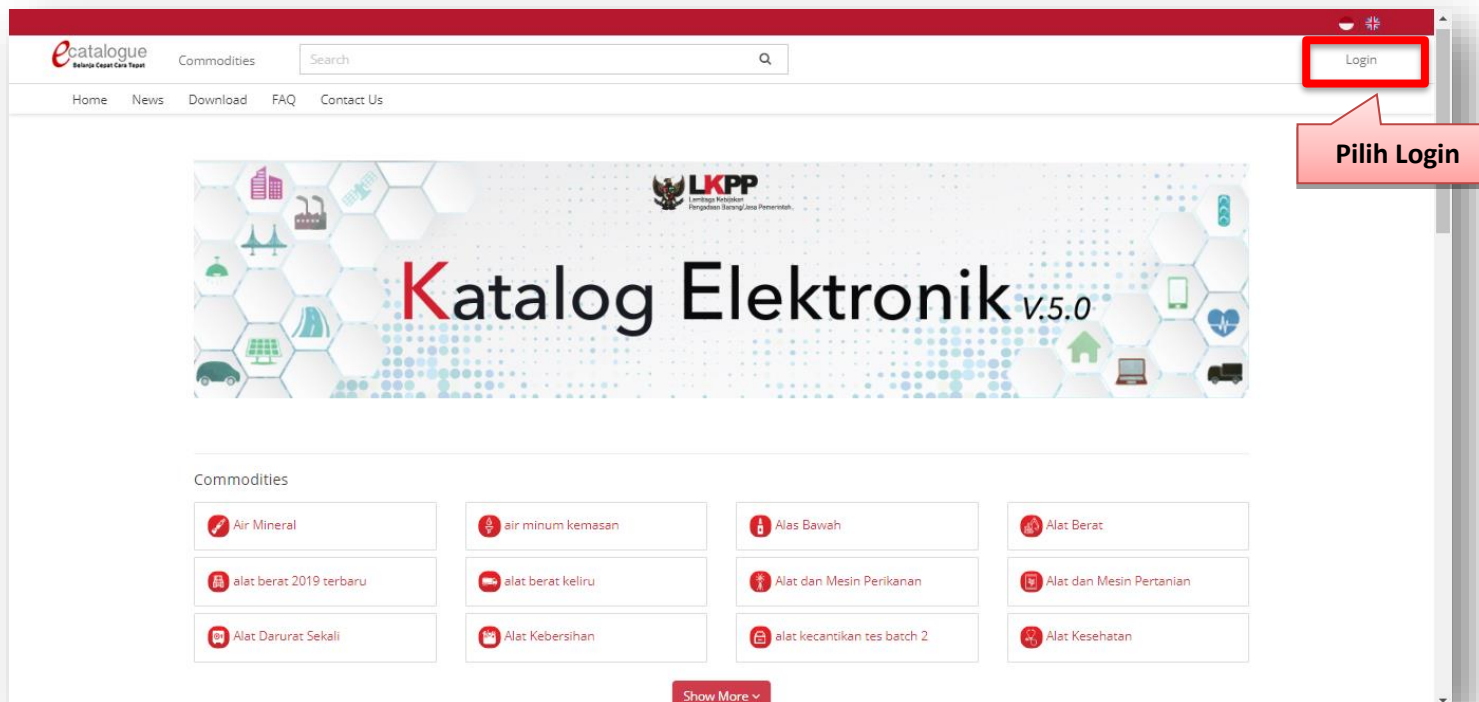 ecatalogue
Belanja Cepat Cara Tepat
Commodities
Search
Login
Home News Download FAQ Contact Us
Pilih Login
LKPP
Lembaga Kebijakan
Pengadaan Barang/Jasa Pemerintah
Katalog Elektronik V.5.0
Commodities
Air Mineral
air minum kemasan
Alas Bawah
Alat Berat
alat berat 2019 terbaru
alat berat keliru
Alat dan Mesin Perikanan
Alat dan Mesin Pertanian
Alat Darurat Sekali
Alat Kebersihan
alat kecantikan tes batch 2
Alat Kesehatan
Show More